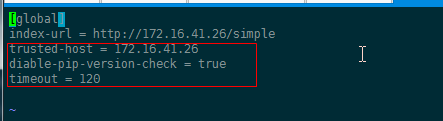 [global]
index-url = http://172.16.41.26/simple
trusted-host = 172.16.41.26
diable-pip-version-check = true
timeout = 120
~